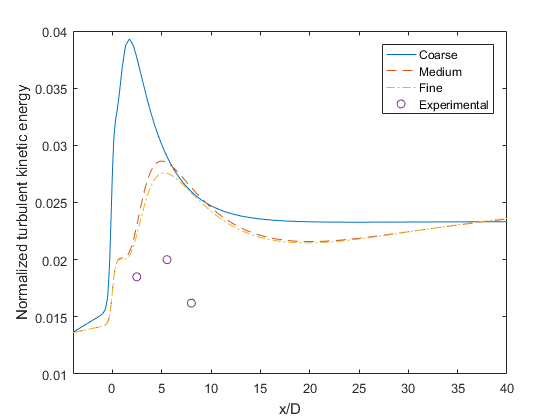 0.04
0.035
0.03
0.025
0.02
0.015
0.01
Normalized turbulent kinetic energy
Coarse
Medium
Fine
Experimental
0 5 10 15 20 25 30 35 40
x/D